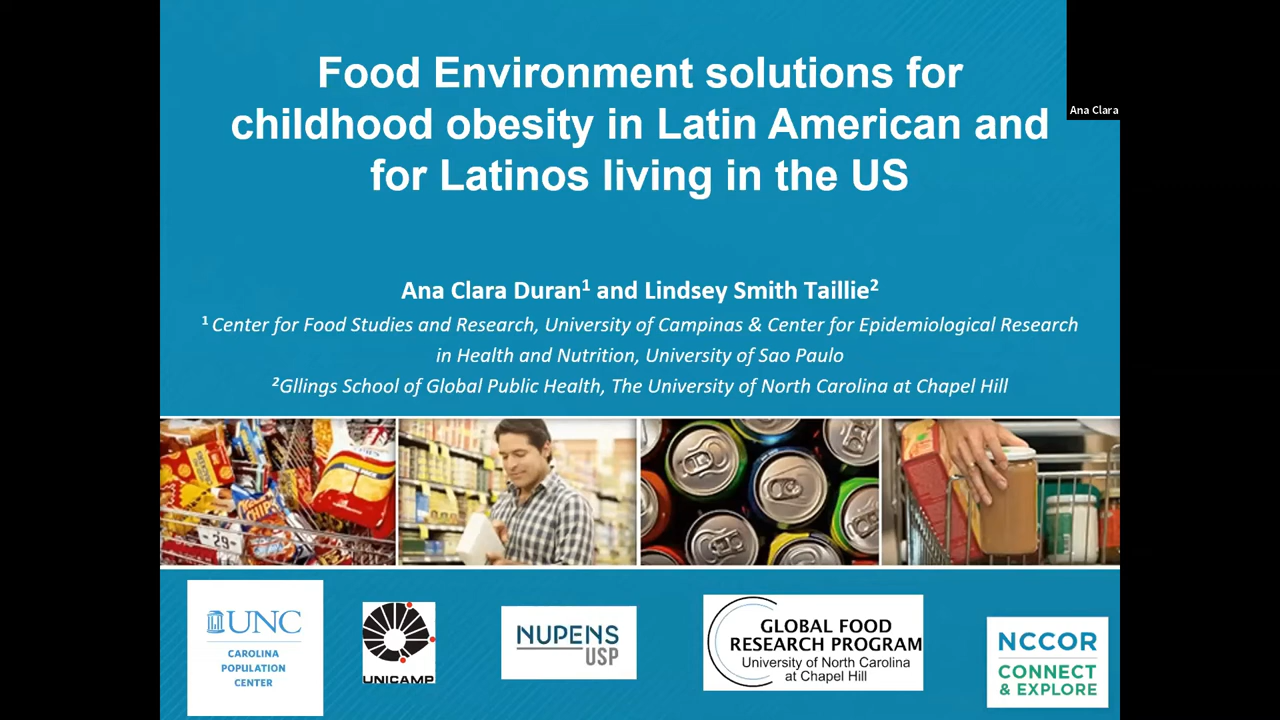 Food Environment solutions for
childhood obesity in Latin American and
for Latinos living in the US
Ana Clara
Ana Clara Duran1 and Lindsey Smith Taillie2
1 Center for Food Studies and Research, University of Campinas & Center for Epidemiological Research
in Health and Nutrition, University of Sao Paulo
2Gllings School of Global Public Health, The University of North Carolina at Chapel Hill
29
UNC
CAROLINA
POPULATION
CENTER
UNICAMP
NUPENS
USP
GLOBAL FOOD
RESEARCH PROGRAM
University of North Carolina
at Chapel Hill
NCCOR
CONNECT
& EXPLORE